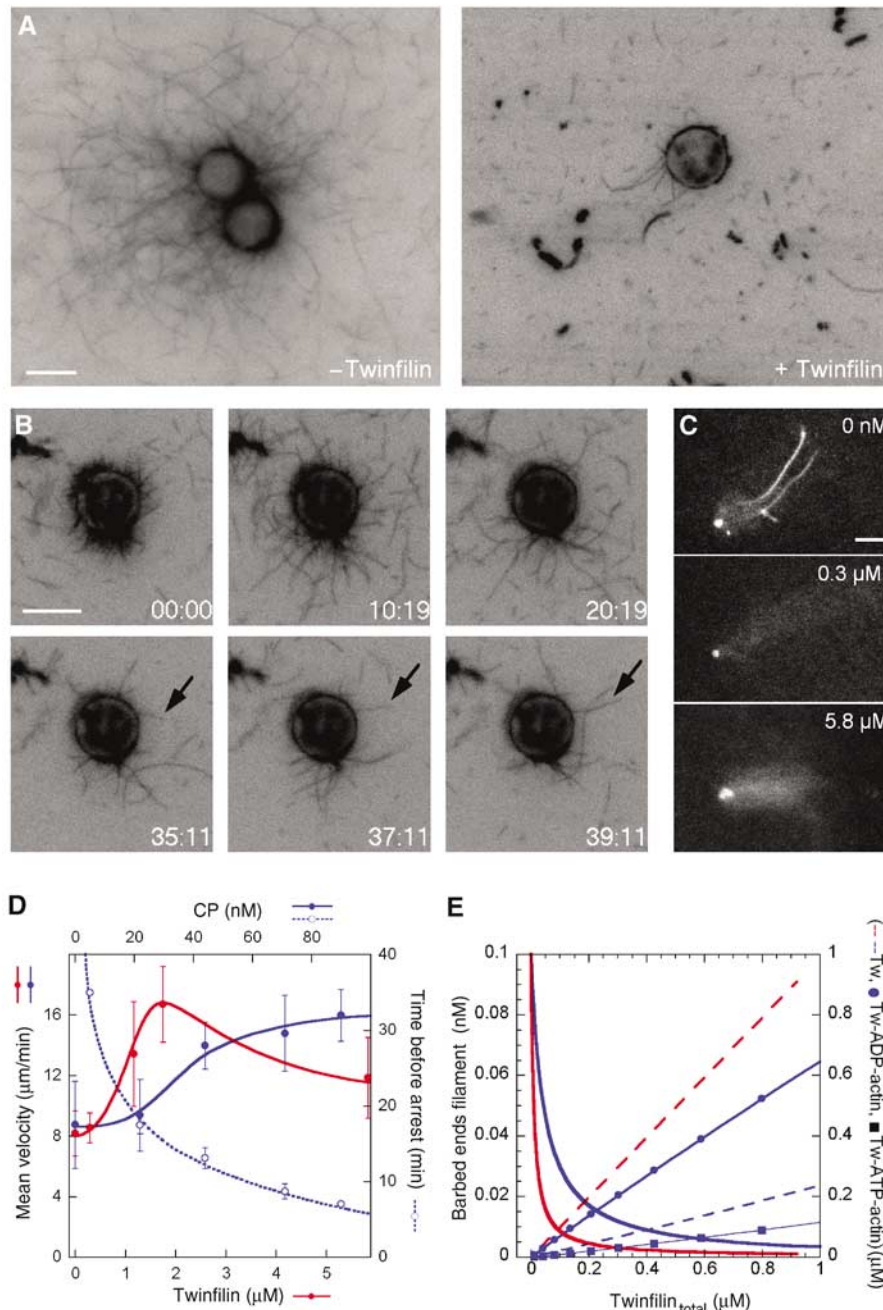 A
– Twinfilin
+ Twinfilin
B
00:00
10:19
20:19
35:11
37:11
39:11
C
0 nM
0.3 µM
5.8 µM
D
CP (nM)
0 20 40 60 80
Mean velocity (µm/min)
16
12
8
4
0
40
30
20
10
0
Time before arrest (min)
0 1 2 3 4 5
Twinfilin (µM)
E
Barbed ends filament (nM)
0.1
0.08
0.06
0.04
0.02
0
1
0.8
0.6
0.4
0.2
0
(– – Tw, Tw-ADP-actin, Tw-ATP-actin) (µM)
0 0.2 0.4 0.6 0.8 1
Twinfilin total (µM)